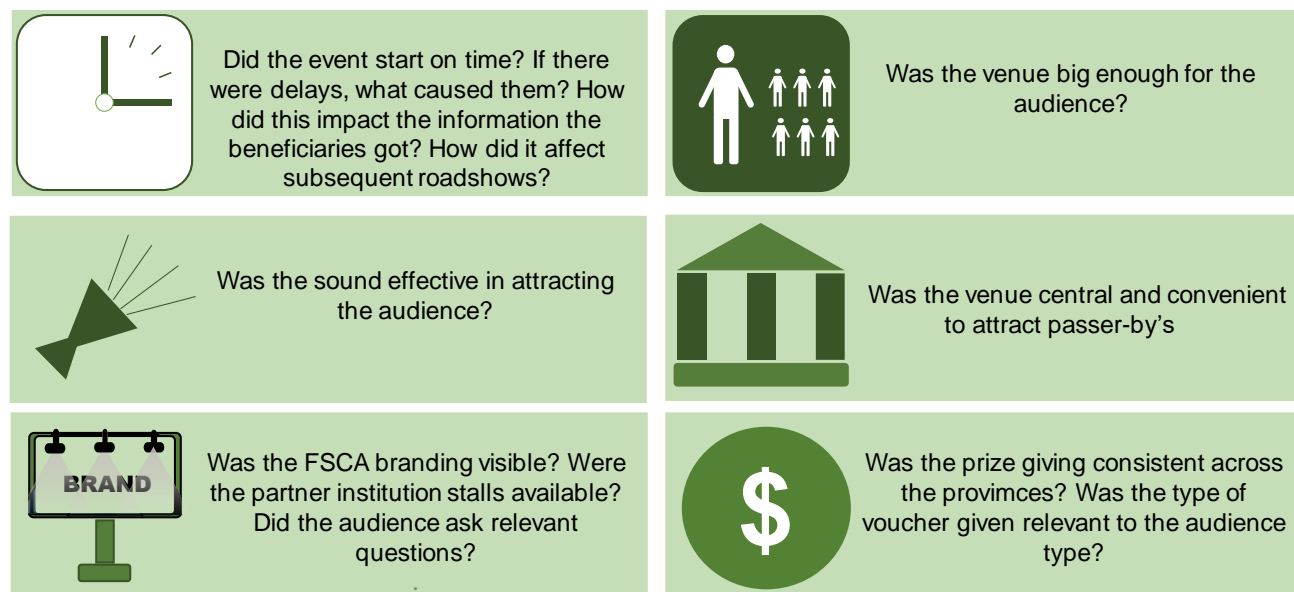 Did the event start on time? If there
were delays, what caused them? How
did this impact the information the
beneficiaries got? How did it affect
subsequent roadshows?
Was the venue big enough for the
audience?
Was the sound effective in attracting
the audience?
Was the venue central and convenient
to attract passer-by’s
BRAND
Was the FSCA branding visible? Were
the partner institution stalls available?
Did the audience ask relevant
questions?
.
$
Was the prize giving consistent across
the provimces? Was the type of
voucher given relevant to the audience
type?